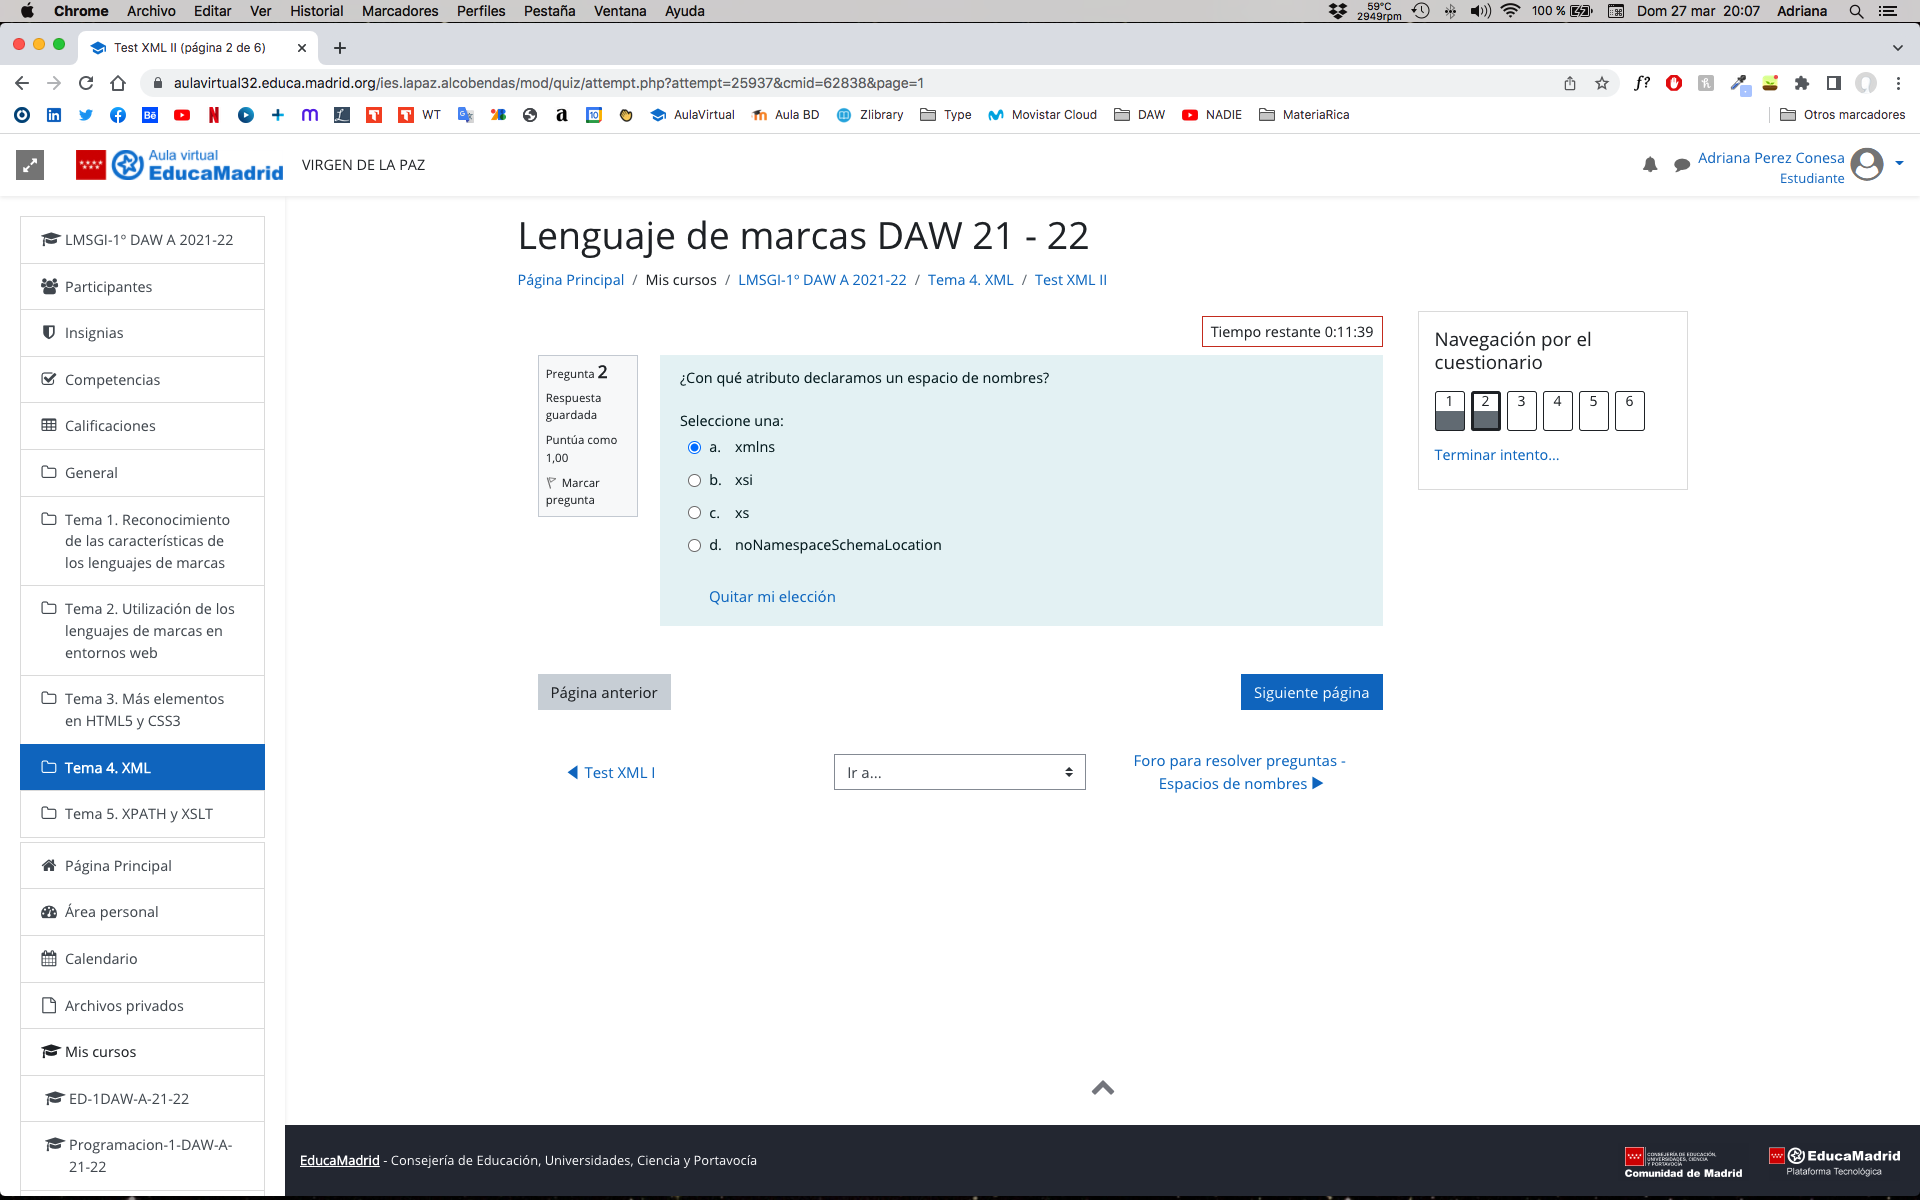 Chrome Archivo Editar Ver Historial Marcadores Perfiles Pestaña Ventana Ayuda 59°C 2949rpm 100 % Dom 27 mar 20:07 Adriana
Test XML II (página 2 de 6)
aulavirtual32.educa.madrid.org/ies.lapaz.alcobendas/mod/quiz/attempt.php?attempt=25937&cmid=62838&page=1
WT AulaVirtual Aula BD Zlibrary Type Movistar Cloud DAW NADIE MateriaRica Otros marcadores
Aula virtual
EducaMadrid
VIRGEN DE LA PAZ
Adriana Perez Conesa
Estudiante
LMSGI-1º DAW A 2021-22
Participantes
Insignias
Competencias
Calificaciones
General
Tema 1. Reconocimiento
de las características de
los lenguajes de marcas
Tema 2. Utilización de los
lenguajes de marcas en
entornos web
Tema 3. Más elementos
en HTML5 y CSS3
Tema 4. XML
Tema 5. XPATH y XSLT
Página Principal
Área personal
Calendario
Archivos privados
Mis cursos
ED-1DAW-A-21-22
Programacion-1-DAW-A-
21-22
Lenguaje de marcas DAW 21 - 22
Página Principal / Mis cursos / LMSGI-1º DAW A 2021-22 / Tema 4. XML / Test XML II
Tiempo restante 0:11:39
Pregunta 2
Respuesta
guardada
Puntúa como
1,00
Marcar
pregunta
¿Con qué atributo declaramos un espacio de nombres?
Seleccione una:
a. xmlns
b. xsi
c. xs
d. noNamespaceSchemaLocation
Quitar mi elección
Página anterior
Siguiente página
◀ Test XML I
Ir a...
Foro para resolver preguntas -
Espacios de nombres ▶
Navegación por el
cuestionario
1 2 3 4 5 6
Terminar intento...
EducaMadrid - Consejería de Educación, Universidades, Ciencia y Portavocía
CONSEJERÍA DE EDUCACIÓN,
UNIVERSIDADES, CIENCIA
Y PORTAVOCÍA
Comunidad de Madrid
EducaMadrid
Plataforma Tecnológica